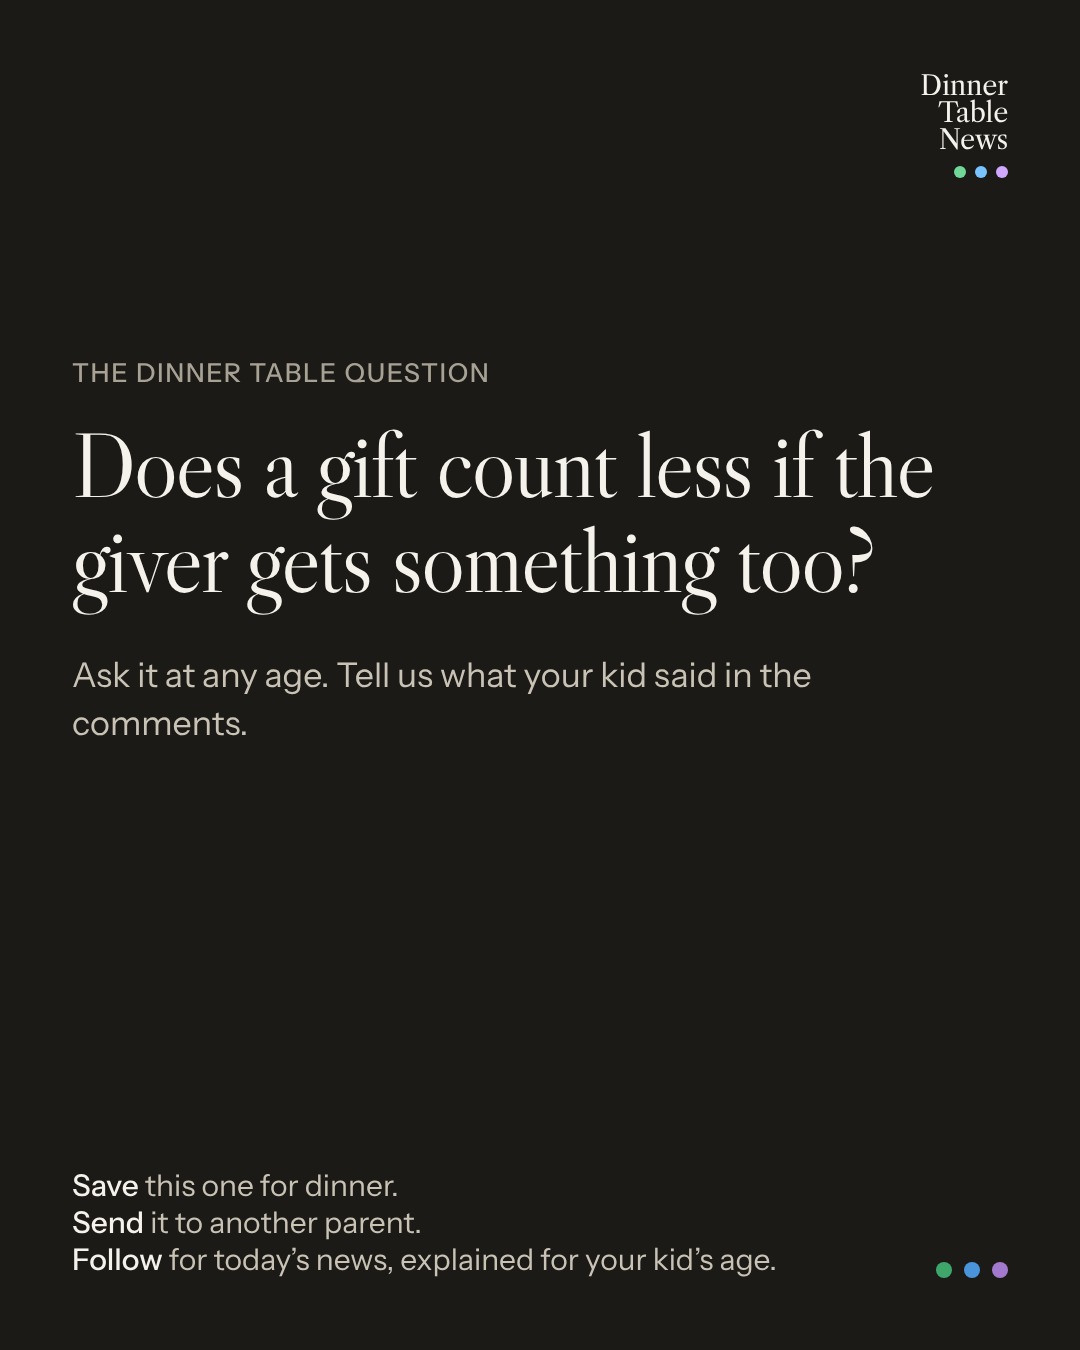 Dinner
Table
News
THE DINNER TABLE QUESTION
Does a gift count less if the
giver gets something too?
Ask it at any age. Tell us what your kid said in the
comments.
Save this one for dinner.
Send it to another parent.
Follow for today’s news, explained for your kid’s age.